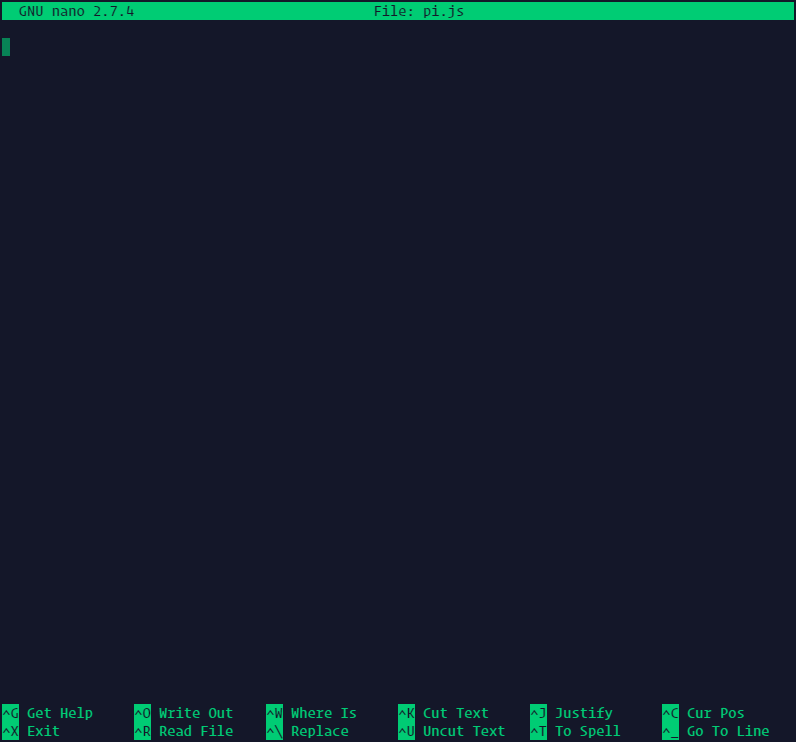 GNU nano 2.7.4 File: pi.js
^G Get Help ^O Write Out ^W Where Is ^K Cut Text ^J Justify ^C Cur Pos
^X Exit ^R Read File ^\ Replace ^U Uncut Text ^T To Spell ^_ Go To Line